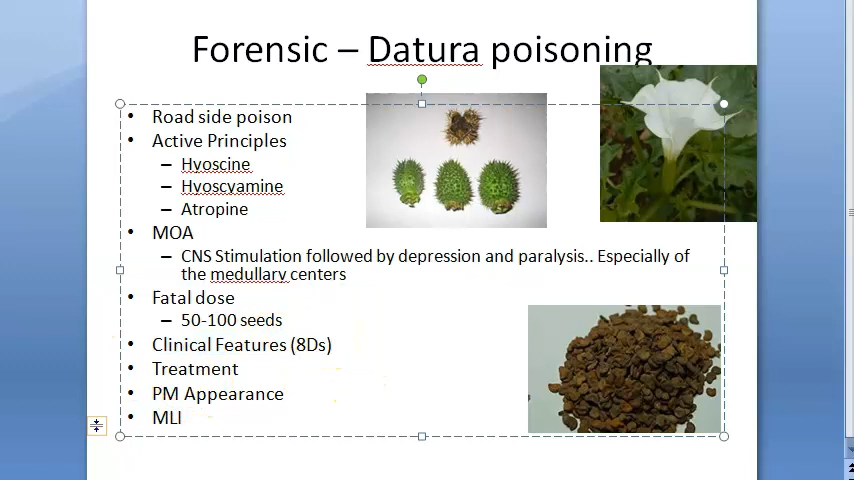 Forensic – Datura poisoning
• Road side poison
• Active Principles
– Hyoscine
– Hyoscyamine
– Atropine
• MOA
– CNS Stimulation followed by depression and paralysis.. Especially of
the medullary centers
• Fatal dose
– 50-100 seeds
• Clinical Features (8Ds)
• Treatment
• PM Appearance
• MLI